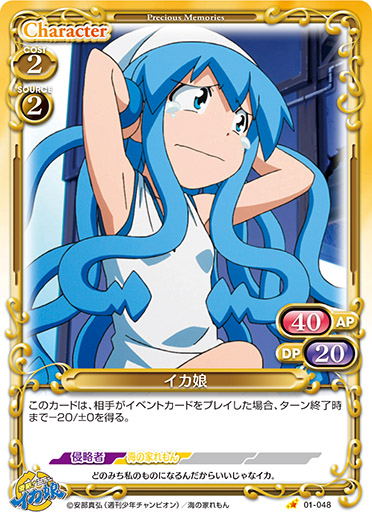 Precious Memories
Character
COST
2
SOURCE
2
40 AP
DP 20
イカ娘
このカードは、相手がイベントカードをプレイした場合、ターン終了時
まで−20/±0を得る。
侵略者 海の家れもん
どのみち私のものになるんだからいいじゃなイカ。
イカ娘
©安部真弘(週刊少年チャンピオン)/海の家れもん
01-048